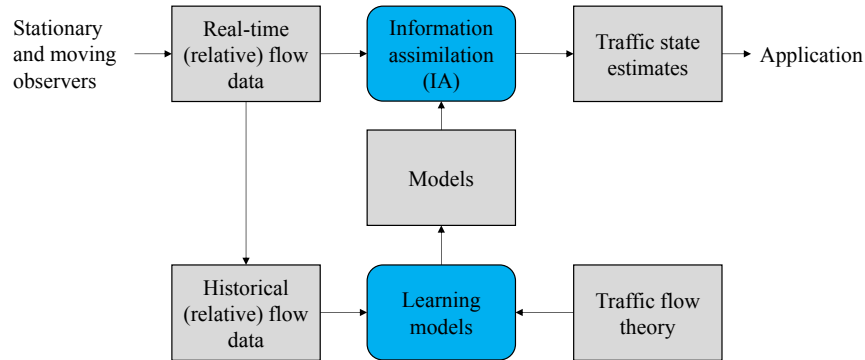 Stationary
and moving
observers
Real-time
(relative) flow
data
Information
assimilation
(IA)
Traffic state
estimates
Application
Models
Historical
(relative) flow
data
Learning
models
Traffic flow
theory